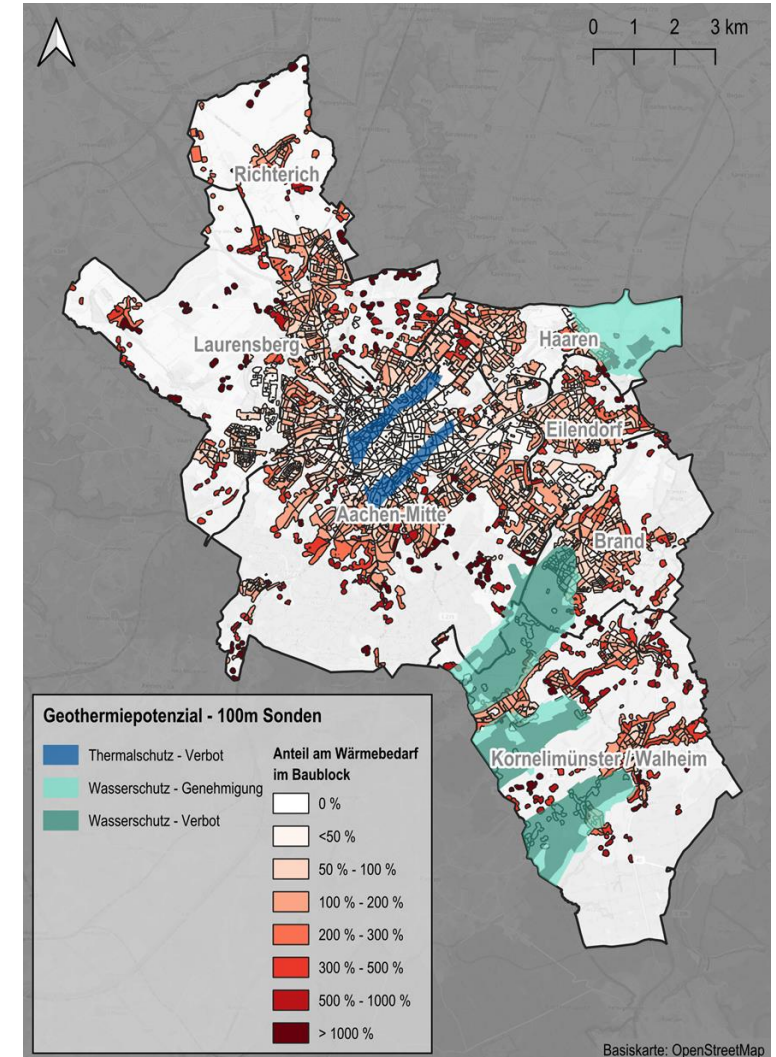 0 1 2 3 km
Richterich
Laurensberg
Haaren
Eilendorf
Aachen-Mitte
Brand
Kornelimünster / Walheim
Geothermiepotenzial - 100m Sonden
Thermalschutz - Verbot
Wasserschutz - Genehmigung
Wasserschutz - Verbot
Anteil am Wärmebedarf
im Baublock
0 %
<50 %
50 % - 100 %
100 % - 200 %
200 % - 300 %
300 % - 500 %
500 % - 1000 %
> 1000 %
Basiskarte: OpenStreetMap